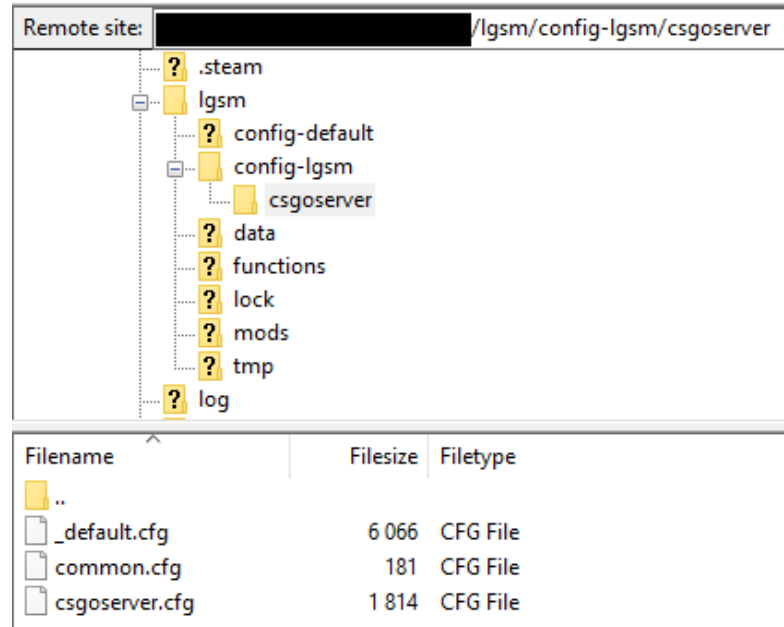 Remote site: /lgsm/config-lgsm/csgoserver
.steam
lgsm
config-default
config-lgsm
csgoserver
data
functions
lock
mods
tmp
log
Filename Filesize Filetype
..
_default.cfg 6 066 CFG File
common.cfg 181 CFG File
csgoserver.cfg 1 814 CFG File